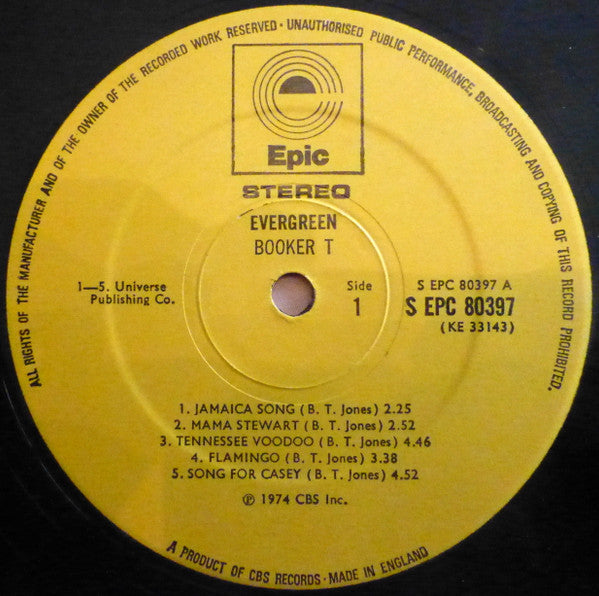 ALL RIGHTS OF THE MANUFACTURER AND OF THE OWNER OF THE RECORDED WORK RESERVED · UNAUTHORISED PUBLIC PERFORMANCE, BROADCASTING AND COPYING OF THIS RECORD PROHIBITED.
Epic
STEREO
EVERGREEN
BOOKER T
1—5. Universe
Publishing Co.
Side
1
S EPC 80397 A
S EPC 80397
(KE 33143)
1. JAMAICA SONG (B. T. Jones) 2.25
2. MAMA STEWART (B. T. Jones) 2.52
3. TENNESSEE VOODOO (B. T. Jones) 4.46
4. FLAMINGO (B. T. Jones) 3.38
5. SONG FOR CASEY (B. T. Jones) 4.52
℗ 1974 CBS Inc.
A PRODUCT OF CBS RECORDS · MADE IN ENGLAND